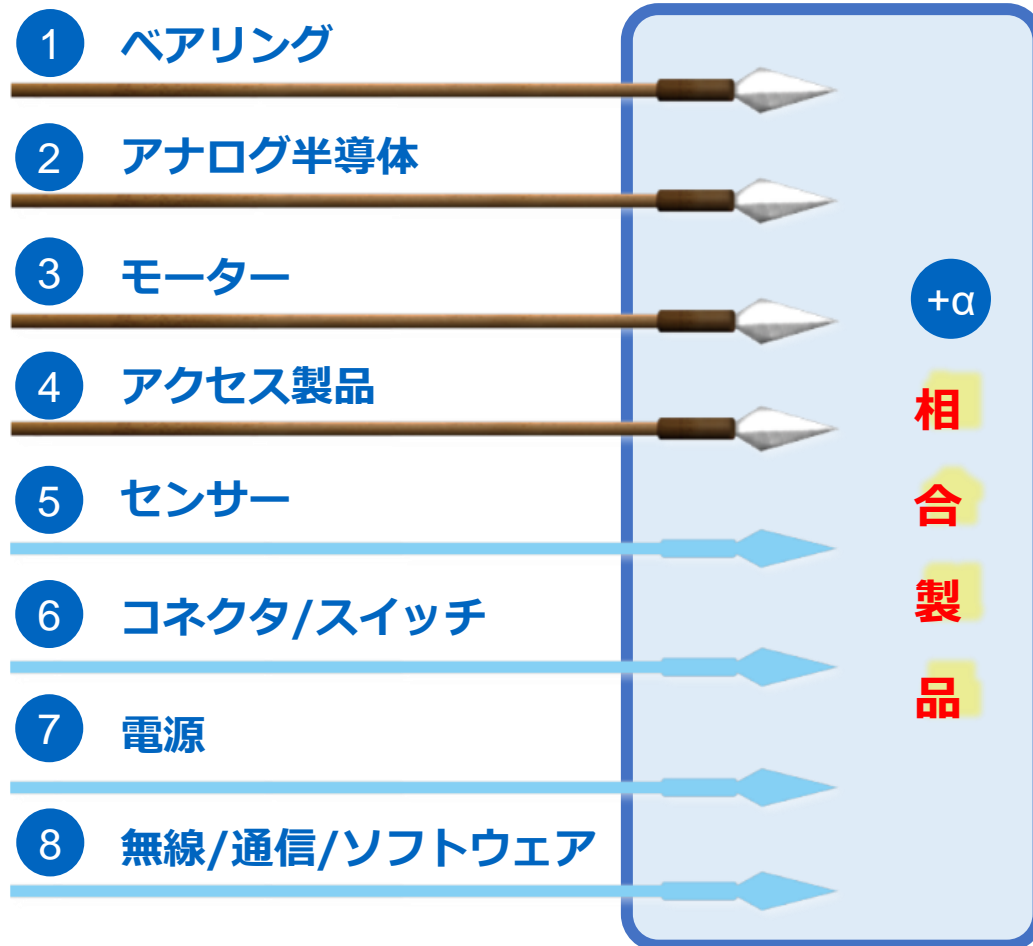 1 ベアリング
2 アナログ半導体
3 モーター
4 アクセス製品
5 センサー
6 コネクタ/スイッチ
7 電源
8 無線/通信/ソフトウェア
+α
相合製品